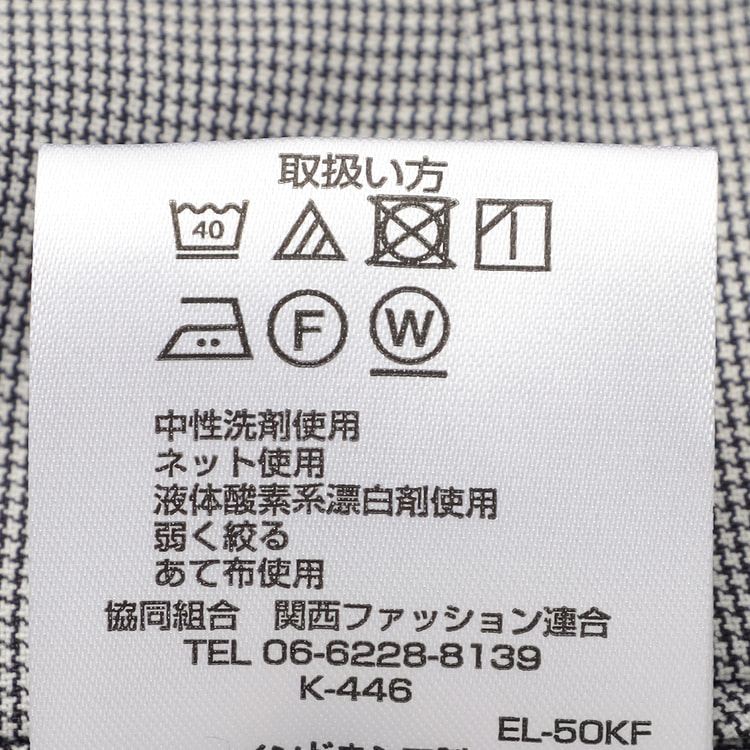 取扱い方
40
F W
中性洗剤使用
ネット使用
液体酸素系漂白剤使用
弱く絞る
あて布使用
協同組合　関西ファッション連合
TEL 06-6228-8139
K-446
EL-50KF